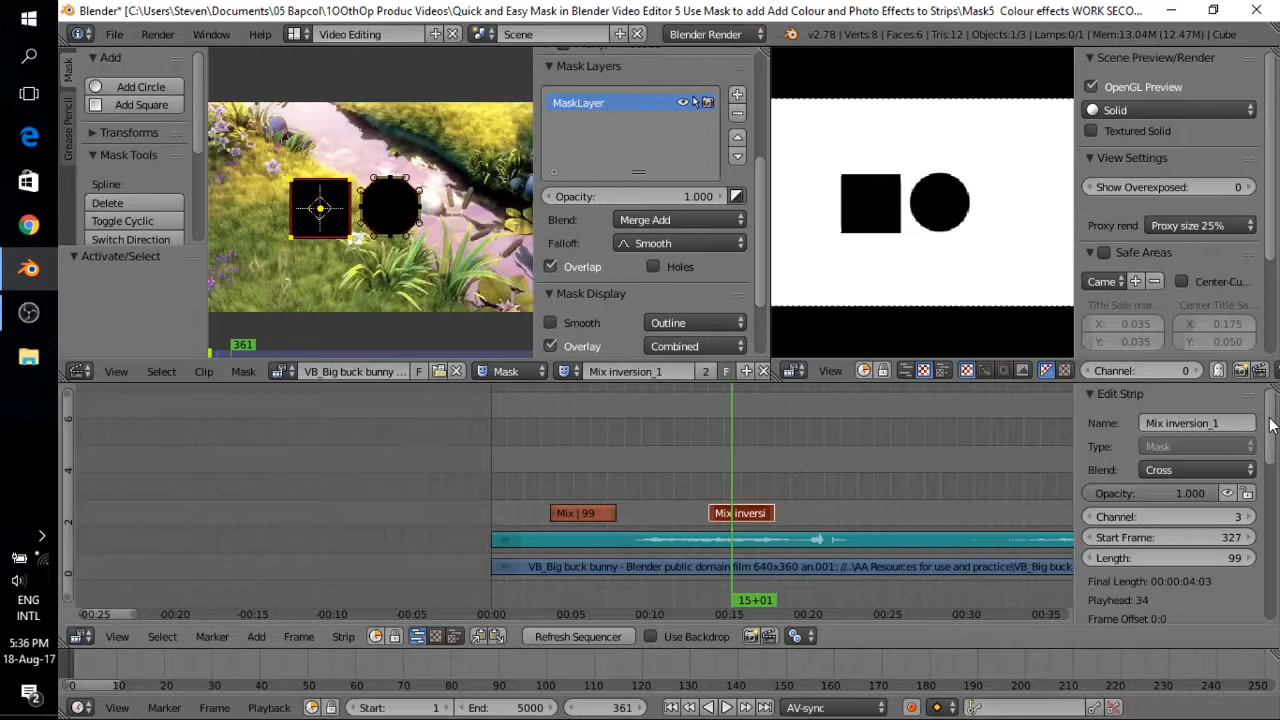 Blender* [C:\Users\Steven\Documents\05 Bapcol\1OOthOp Produc Videos\Quick and Easy Mask in Blender Video Editor 5 Use Mask to add Add Colour and Photo Effects to Strips\Mask5  Colour effects WORK SECO...
File Render Window Help Video Editing Scene Blender Render v2.78 | Verts:8 | Faces:6 | Tris:12 | Objects:1/3 | Lamps:0/1 | Mem:13.04M (12.47M) | Cube
Mask
Grease Pencil
Add
Add Circle
Add Square
Transforms
Mask Tools
Spline:
Delete
Toggle Cyclic
Switch Direction
Activate/Select
361
Mask Layers
MaskLayer
Opacity: 1.000
Blend: Merge Add
Falloff: Smooth
Overlap Holes
Mask Display
Smooth Outline
Overlay Combined
Scene Preview/Render
OpenGL Preview
Solid
Textured Solid
View Settings
Show Overexposed: 0
Proxy rend Proxy size 25%
Safe Areas
Came Center-Cu...
Title Safe mar... Center Title Sa...
X: 0.035 X: 0.175
Y: 0.035 Y: 0.050
View Select Clip Mask VB_Big buck bunny ... F Mask Mix inversion_1 2 F
View Channel: 0
6
4
2
0
Mix | 99
Mix inversi
VB_Big buck bunny - Blender public domain film 640x360 an.001: //..\AA Resources for use and practice\VB_Big buck
15+01
-00:25 -00:20 -00:15 -00:10 -00:05 00:00 00:05 00:10 00:15 00:20 00:25 00:30 00:35
Edit Strip
Name: Mix inversion_1
Type: Mask
Blend: Cross
Opacity: 1.000
Channel: 3
Start Frame: 327
Length: 99
Final Length: 00:00:04:03
Playhead: 34
Frame Offset 0:0
View Select Marker Add Frame Strip Refresh Sequencer Use Backdrop
0 10 20 30 40 50 60 70 80 90 100 110 120 130 140 150 160 170 180 190 200 210 220 230 240 250
View Marker Frame Playback Start: 1 End: 5000 361 AV-sync
ENG
INTL
5:36 PM
18-Aug-17
2